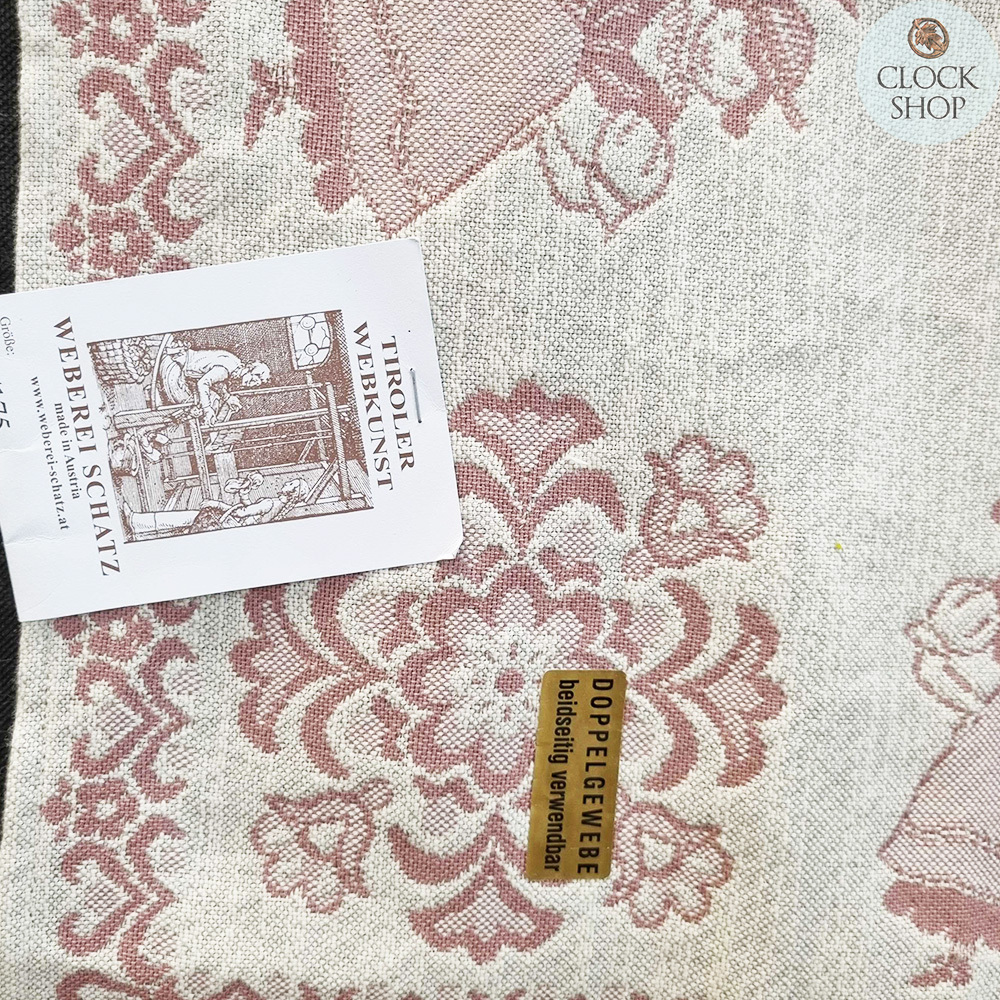 CLOCK
SHOP
TIROLER
WEBKUNST
WEBEREI SCHATZ
made in Austria
www.weberei-schatz.at
Größe:
DOPPELGEWEBE
beidseitig verwendbar